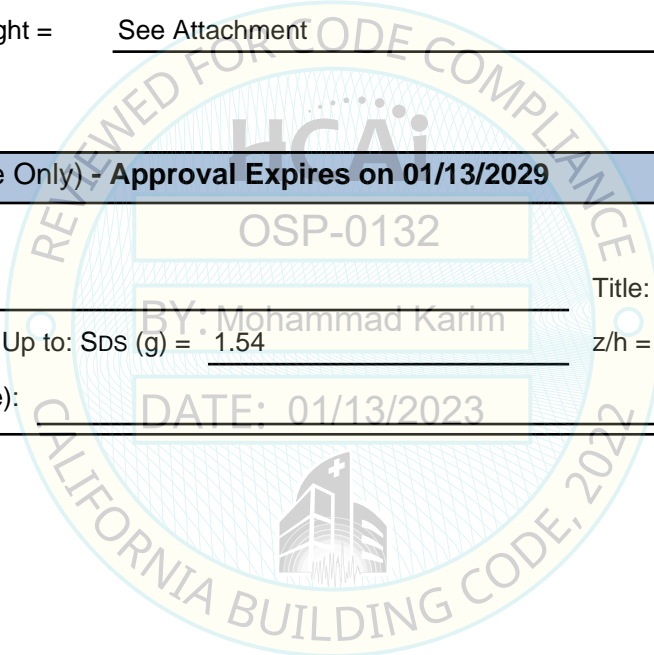 ght = See Attachment
REVIEWED FOR CODE COMPLIANCE
HCAi
e Only) - Approval Expires on 01/13/2029
OSP-0132
Title:
BY: Mohammad Karim
Up to: SDS (g) = 1.54 z/h =
e):
DATE: 01/13/2023
CALIFORNIA BUILDING CODE, 2022